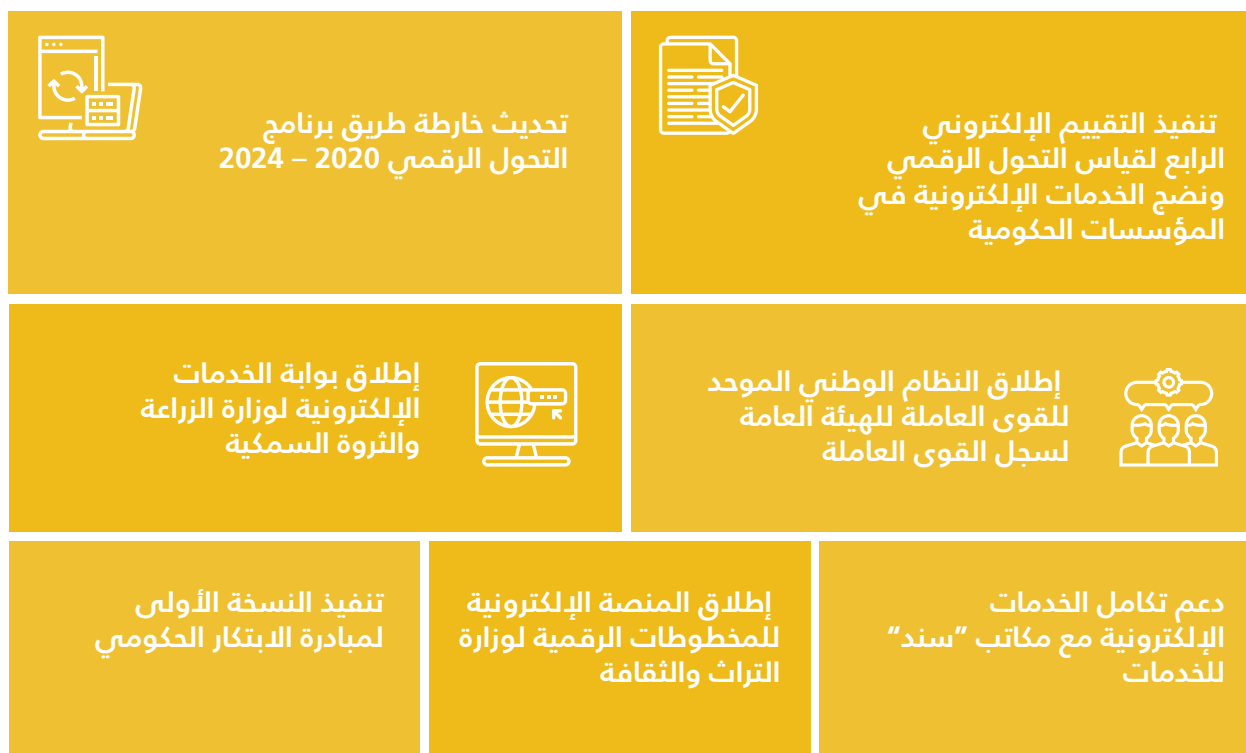 تنفيذ التقييم الإلكتروني
الرابع لقياس التحول الرقمي
ونضج الخدمات الإلكترونية في
المؤسسات الحكومية
تحديث خارطة طريق برنامج
التحول الرقمي 2020 – 2024
إطلاق النظام الوطني الموحد
للقوى العاملة للهيئة العامة
لسجل القوى العاملة
إطلاق بوابة الخدمات
الإلكترونية لوزارة الزراعة
والثروة السمكية
دعم تكامل الخدمات
الإلكترونية مع مكاتب ”سند“
للخدمات
إطلاق المنصة الإلكترونية
للمخطوطات الرقمية لوزارة
التراث والثقافة
تنفيذ النسخة الأولى
لمبادرة الابتكار الحكومي